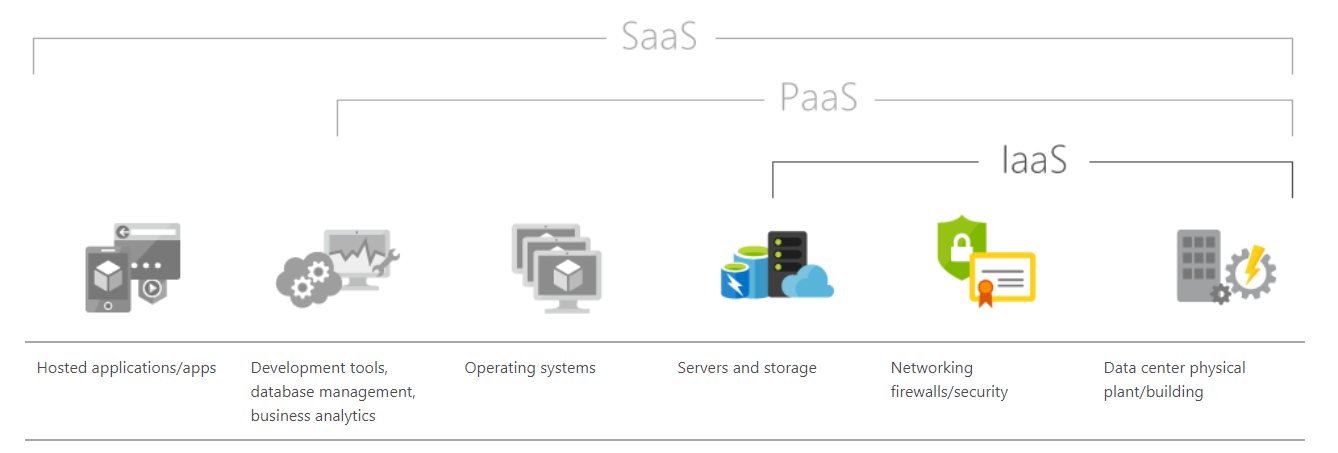 SaaS
PaaS
IaaS
Hosted applications/apps
Development tools,
database management,
business analytics
Operating systems
Servers and storage
Networking
firewalls/security
Data center physical
plant/building